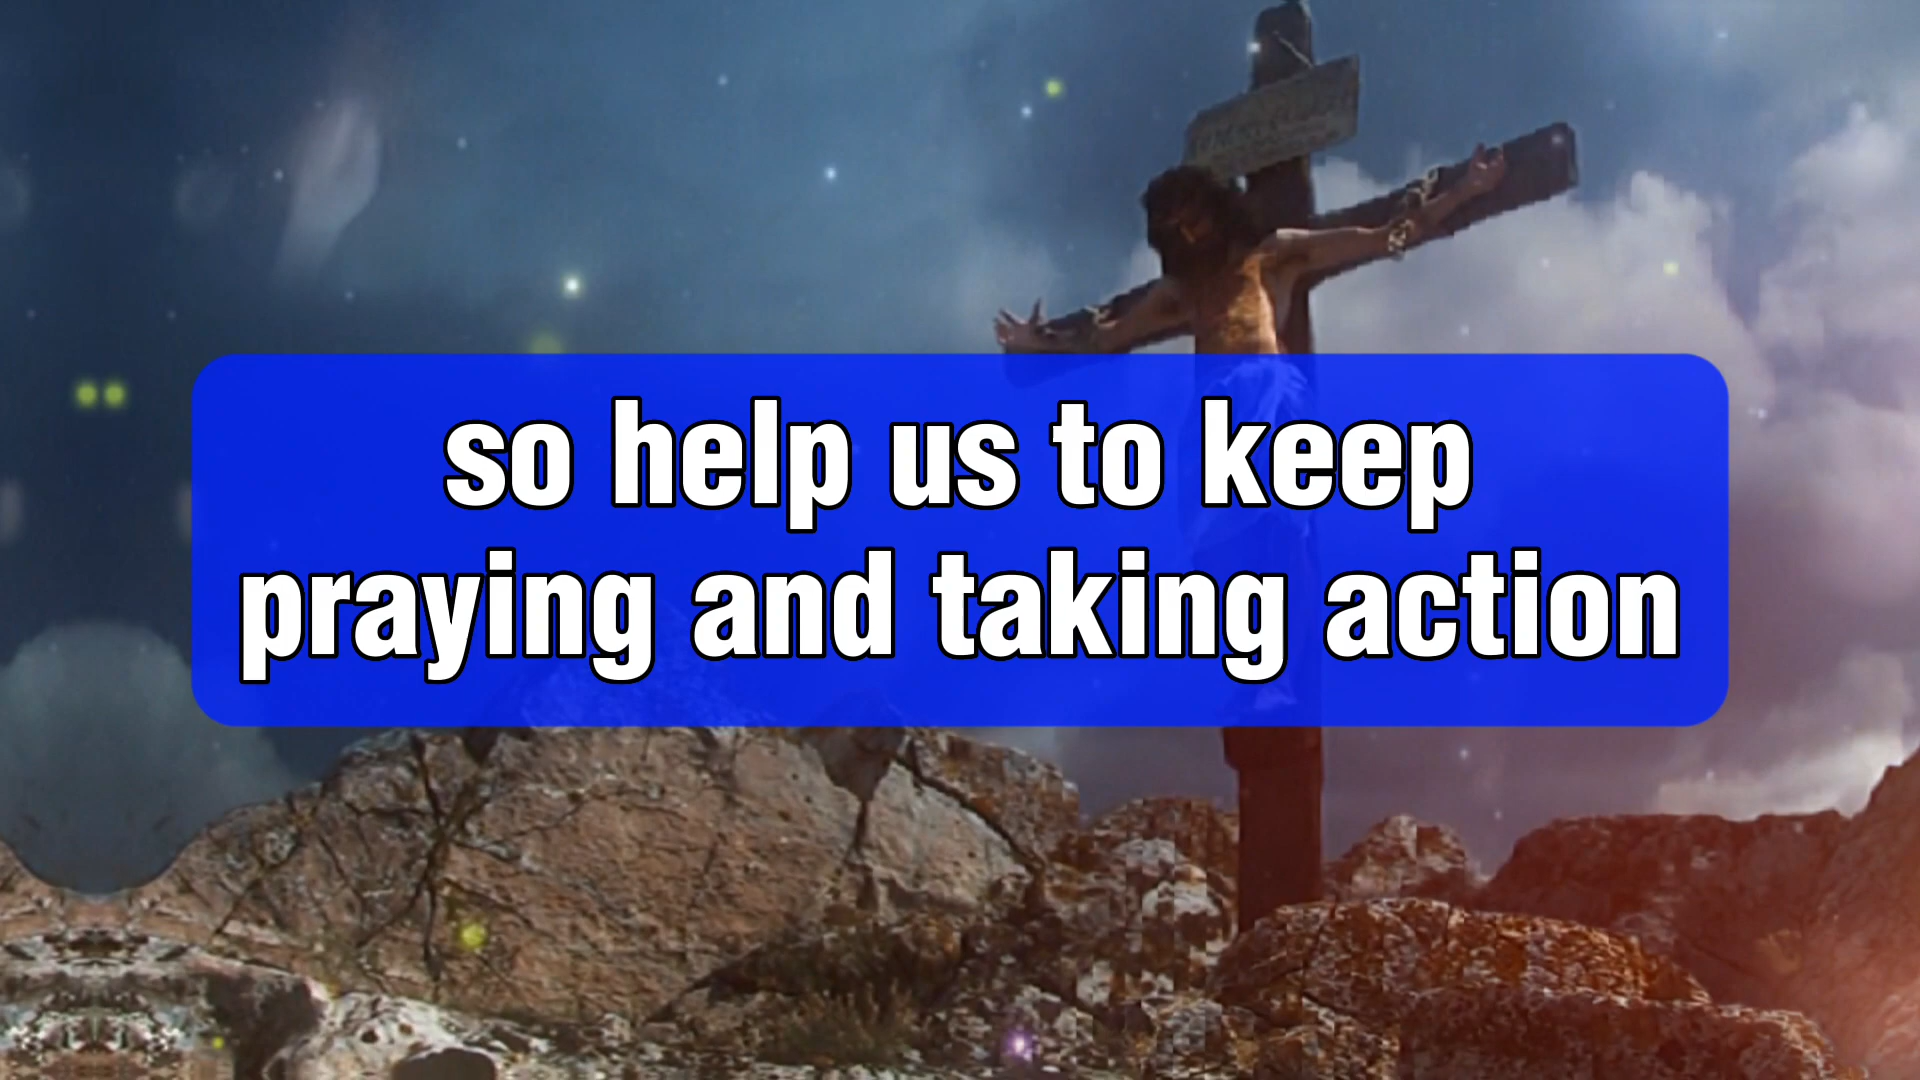 so help us to keep
praying and taking action